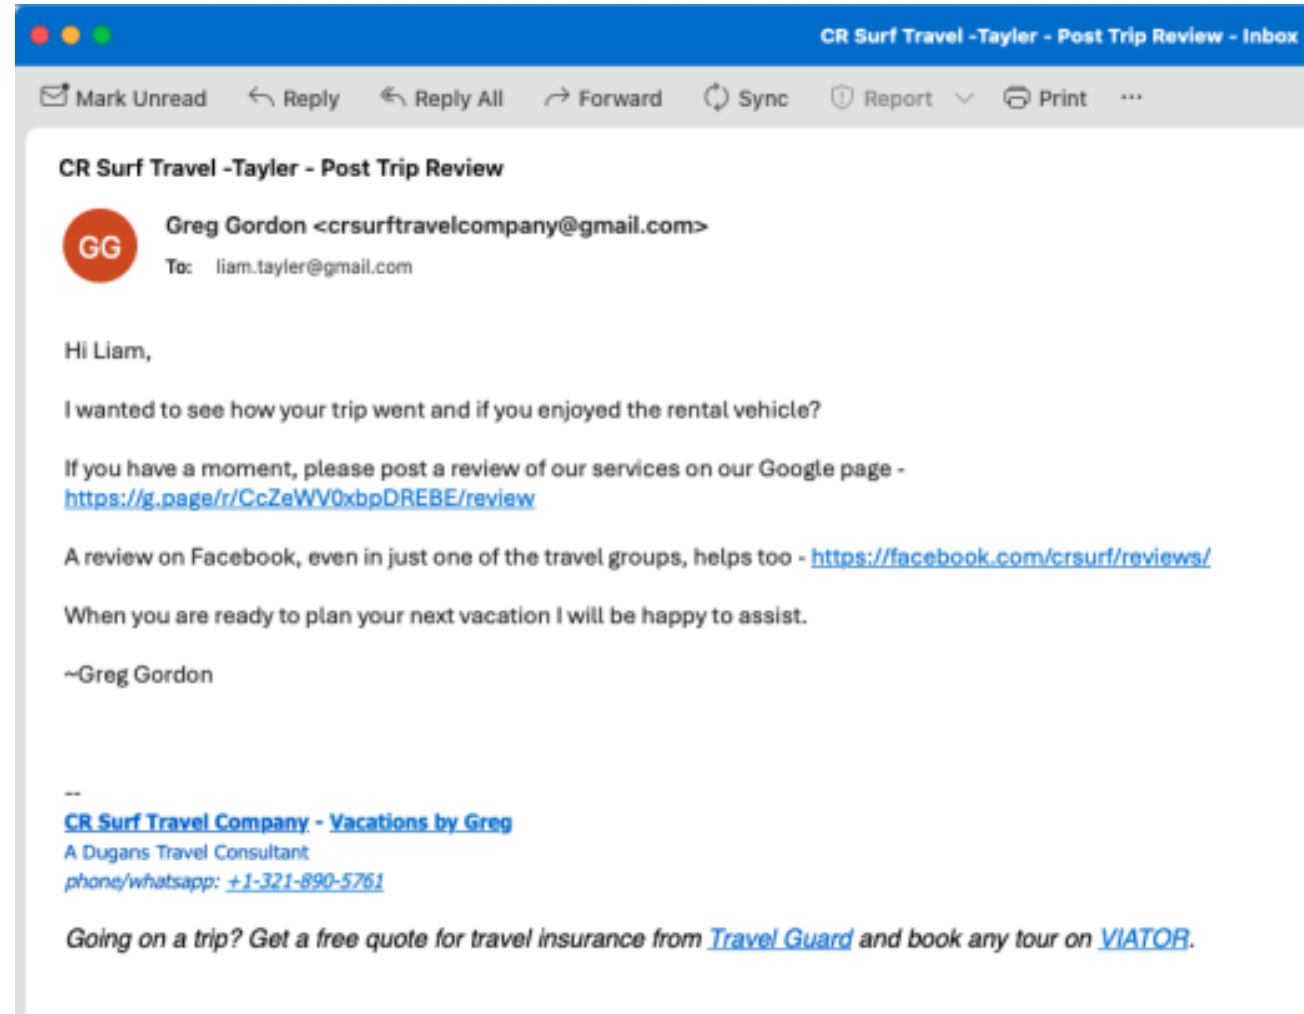 CR Surf Travel -Tayler - Post Trip Review - Inbox
Mark Unread Reply Reply All Forward Sync Report Print ...
CR Surf Travel -Tayler - Post Trip Review
GG
Greg Gordon <crsurftravelcompany@gmail.com>
To: liam.tayler@gmail.com
Hi Liam,
I wanted to see how your trip went and if you enjoyed the rental vehicle?
If you have a moment, please post a review of our services on our Google page -
https://g.page/r/CcZeWV0xbpDREBE/review
A review on Facebook, even in just one of the travel groups, helps too - https://facebook.com/crsurf/reviews/
When you are ready to plan your next vacation I will be happy to assist.
~Greg Gordon
--
CR Surf Travel Company - Vacations by Greg
A Dugans Travel Consultant
phone/whatsapp: +1-321-890-5761
Going on a trip? Get a free quote for travel insurance from Travel Guard and book any tour on VIATOR.